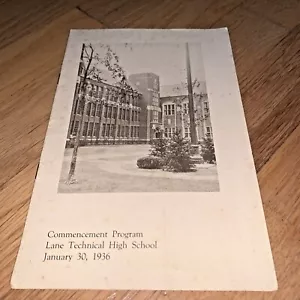 Commencement Program
Lane Technical High School
January 30, 1936